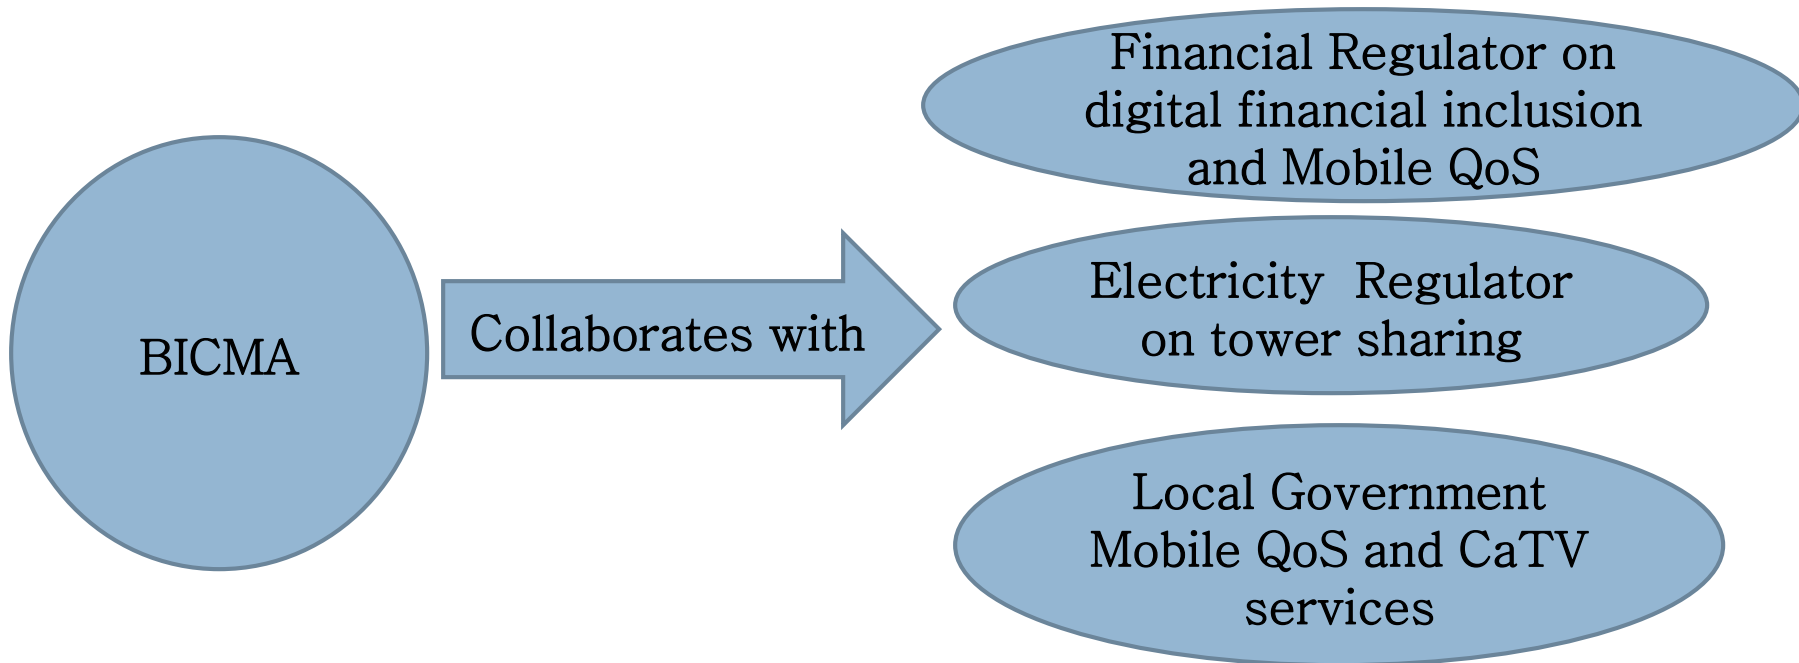 BICMA
Collaborates with
Financial Regulator on
digital financial inclusion
and Mobile QoS
Electricity  Regulator
on tower sharing
Local Government
Mobile QoS and CaTV
services